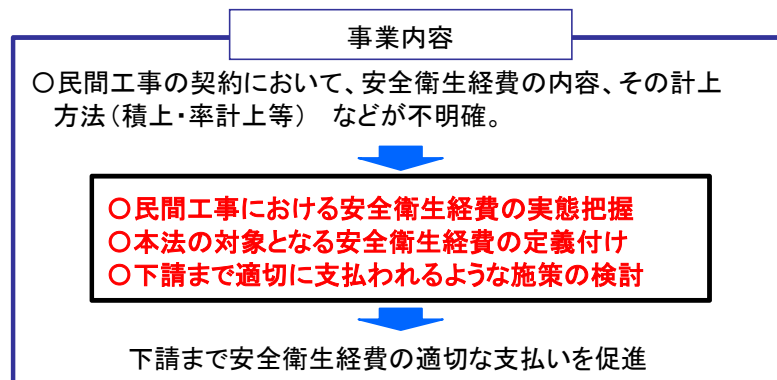 事業内容
○民間工事の契約において、安全衛生経費の内容、その計上
方法(積上・率計上等)　などが不明確。
○民間工事における安全衛生経費の実態把握
○本法の対象となる安全衛生経費の定義付け
○下請まで適切に支払われるような施策の検討
下請まで安全衛生経費の適切な支払いを促進